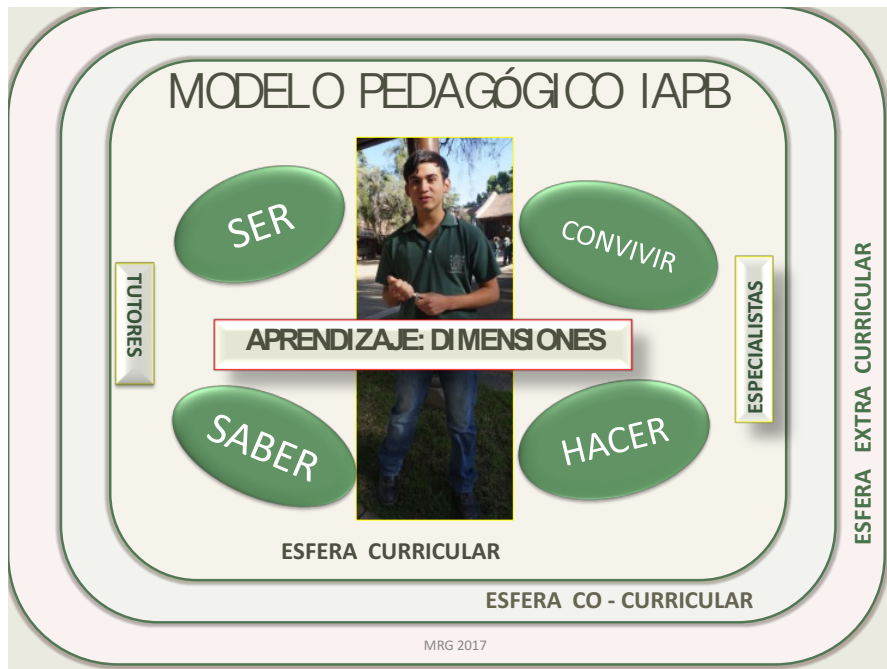 MODELO PEDAGÓGICO IAPB
SER
CONVIVIR
TUTORES
ESPECIALISTAS
APRENDIZAJE: DIMENSIONES
SABER
HACER
ESFERA CURRICULAR
ESFERA CO - CURRICULAR
ESFERA EXTRA CURRICULAR
MRG 2017